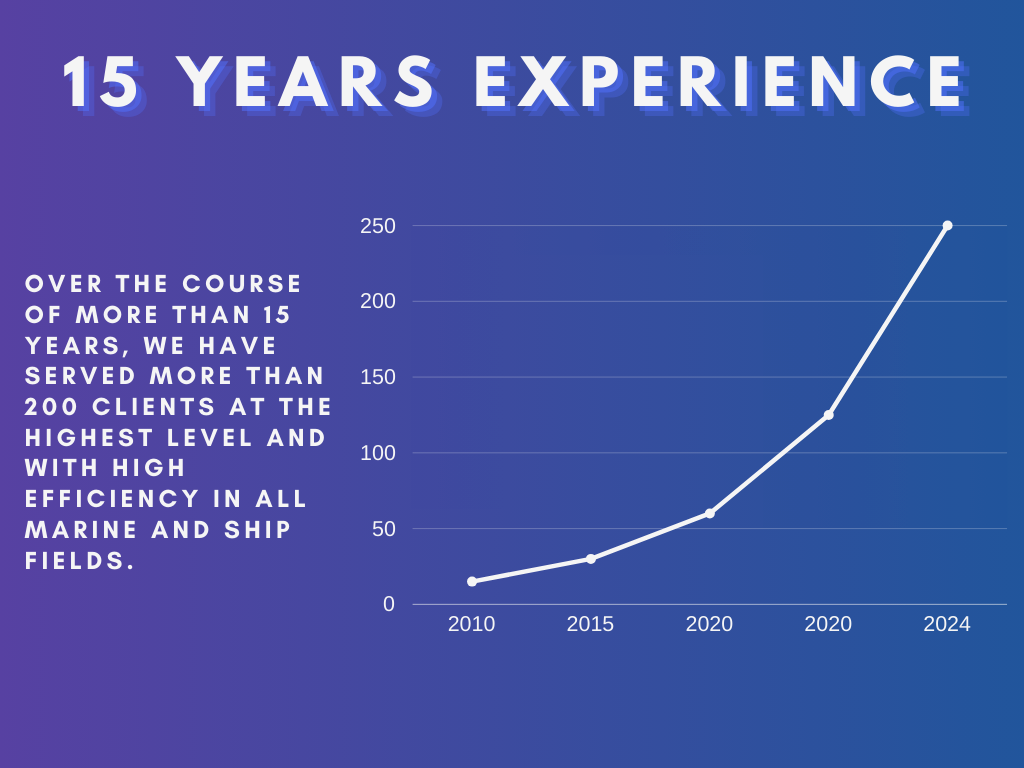 15 YEARS EXPERIENCE
OVER THE COURSE
OF MORE THAN 15
YEARS, WE HAVE
SERVED MORE THAN
200 CLIENTS AT THE
HIGHEST LEVEL AND
WITH HIGH
EFFICIENCY IN ALL
MARINE AND SHIP
FIELDS.
250
200
150
100
50
0
2010 2015 2020 2020 2024